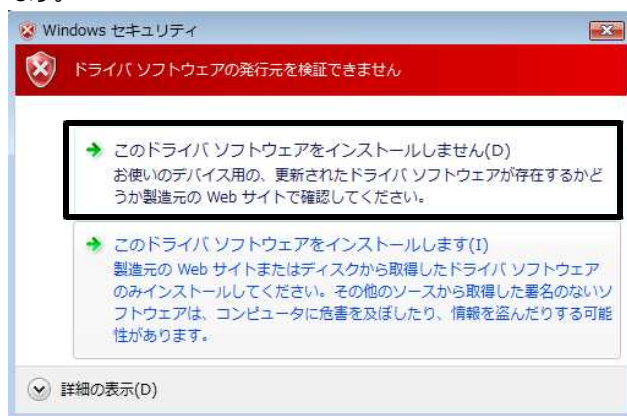 ます。
Windows セキュリティ
ドライバ ソフトウェアの発行元を検証できません
このドライバ ソフトウェアをインストールしません(D)
お使いのデバイス用の、更新されたドライバ ソフトウェアが存在するかど
うか製造元の Web サイトで確認してください。
このドライバ ソフトウェアをインストールします(I)
製造元の Web サイトまたはディスクから取得したドライバ ソフトウェア
のみインストールしてください。その他のソースから取得した署名のないソ
フトウェアは、コンピュータに危害を及ぼしたり、情報を盗んだりする可能
性があります。
詳細の表示(D)